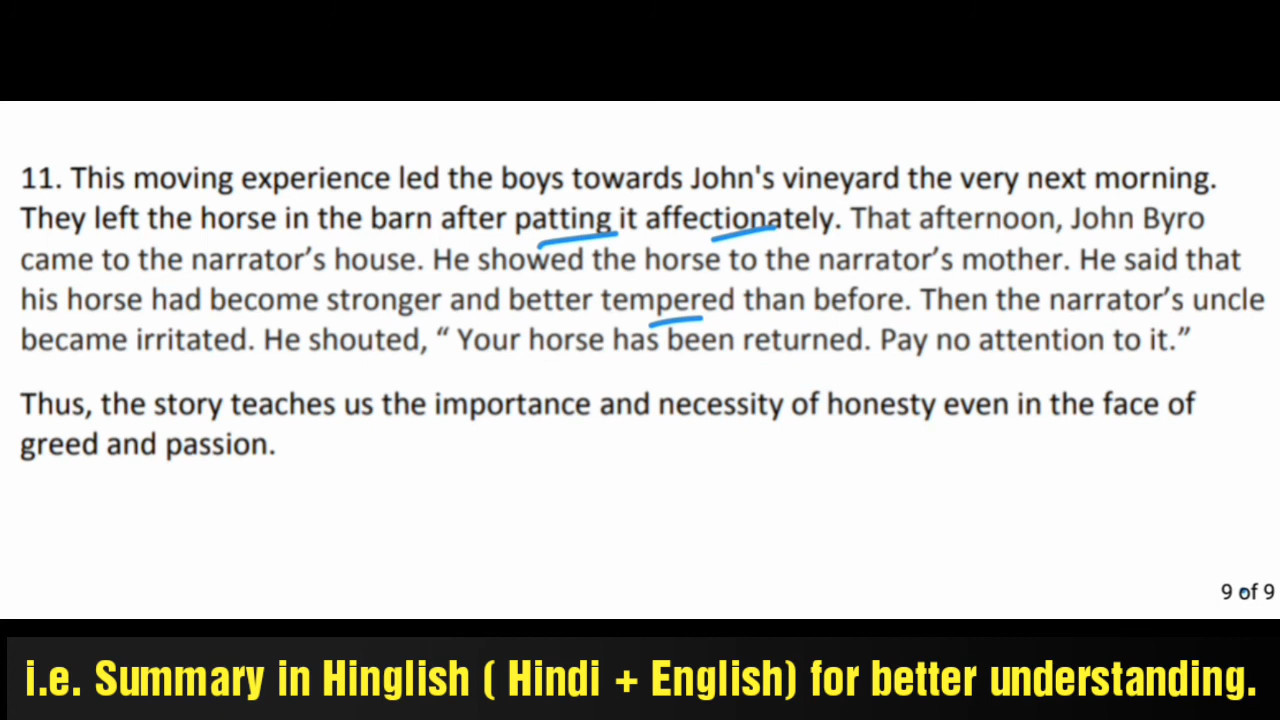 11. This moving experience led the boys towards John's vineyard the very next morning.
They left the horse in the barn after patting it affectionately. That afternoon, John Byro
came to the narrator’s house. He showed the horse to the narrator’s mother. He said that
his horse had become stronger and better tempered than before. Then the narrator’s uncle
became irritated. He shouted, “ Your horse has been returned. Pay no attention to it.”
Thus, the story teaches us the importance and necessity of honesty even in the face of
greed and passion.
9 of 9
i.e. Summary in Hinglish ( Hindi + English) for better understanding.